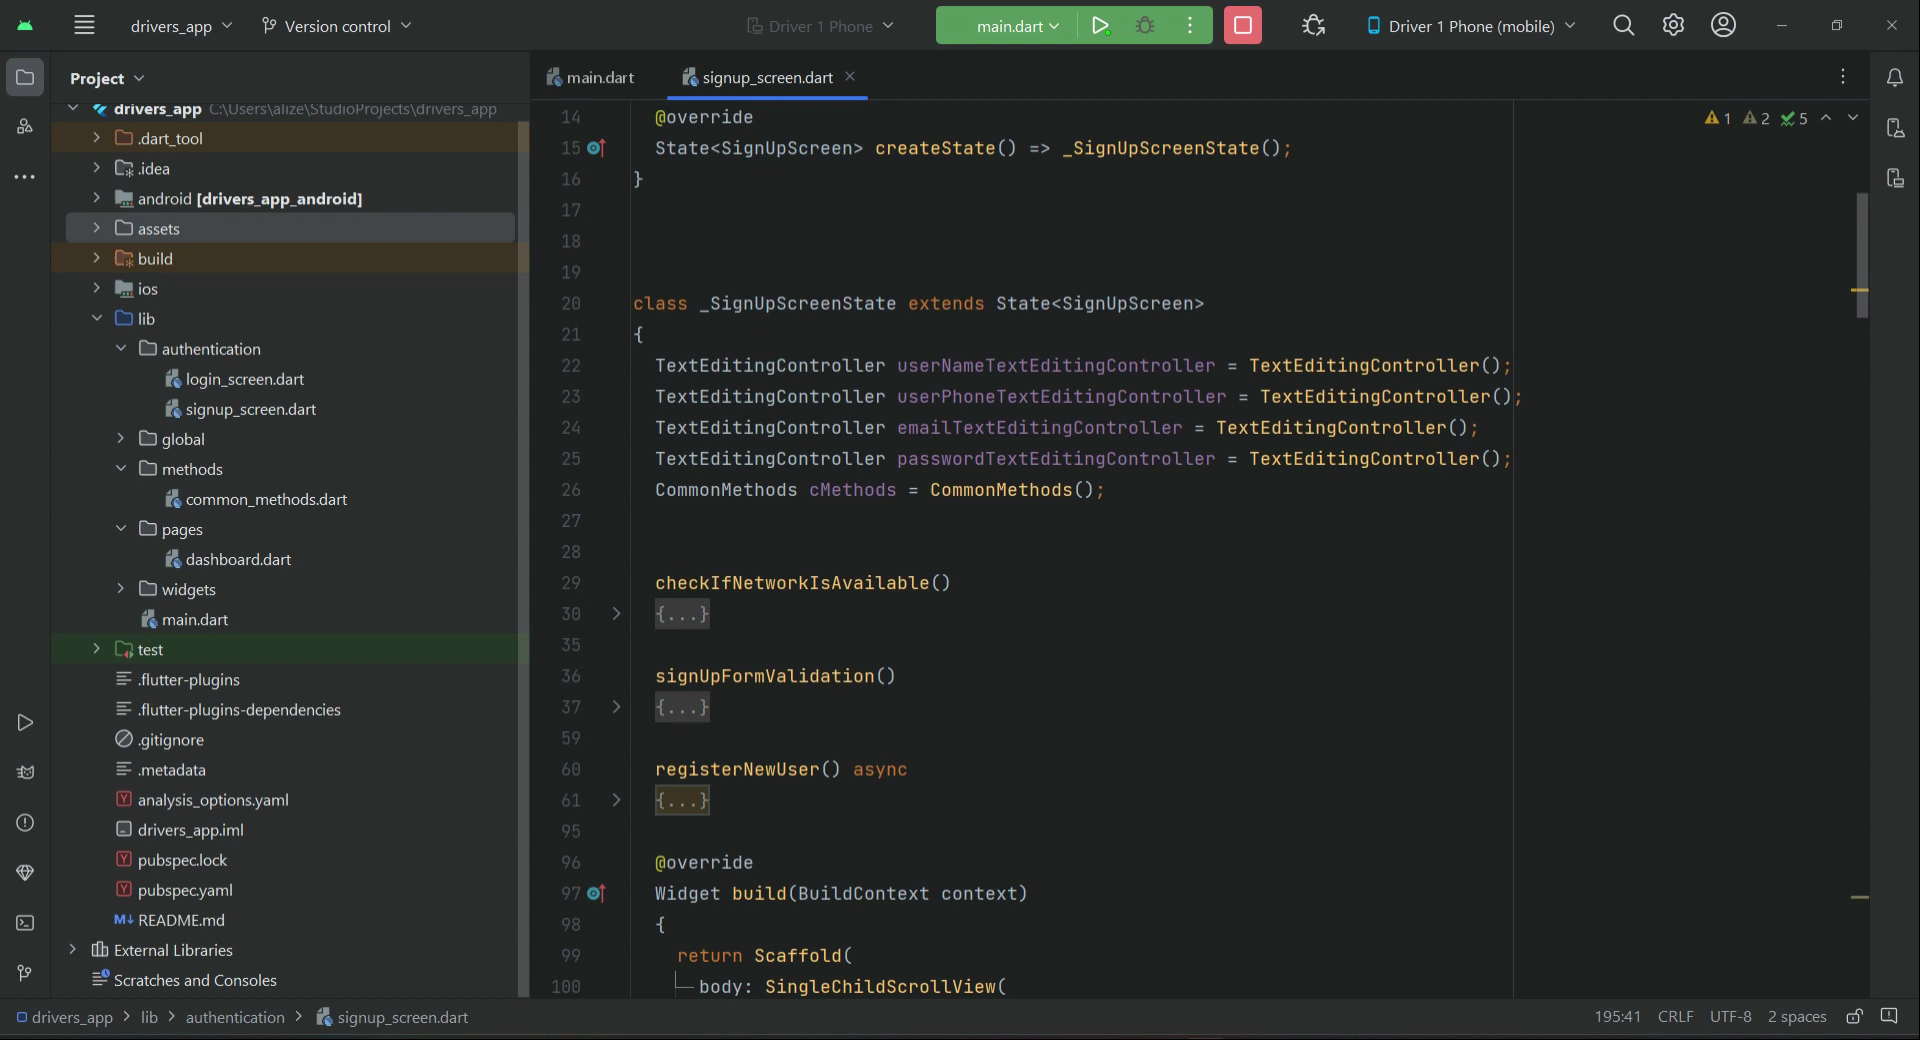 drivers_app
Version control
Driver 1 Phone
main.dart
Driver 1 Phone (mobile)
Project
drivers_app C:\Users\alize\StudioProjects\drivers_app
.dart_tool
.idea
android [drivers_app_android]
assets
build
ios
lib
authentication
login_screen.dart
signup_screen.dart
global
methods
common_methods.dart
pages
dashboard.dart
widgets
main.dart
test
.flutter-plugins
.flutter-plugins-dependencies
.gitignore
.metadata
analysis_options.yaml
drivers_app.iml
pubspec.lock
pubspec.yaml
README.md
External Libraries
Scratches and Consoles
main.dart
signup_screen.dart
1 2 5
14 @override
15 State<SignUpScreen> createState() => _SignUpScreenState();
16 }
17
18
19
20 class _SignUpScreenState extends State<SignUpScreen>
21 {
22 TextEditingController userNameTextEditingController = TextEditingController();
23 TextEditingController userPhoneTextEditingController = TextEditingController();
24 TextEditingController emailTextEditingController = TextEditingController();
25 TextEditingController passwordTextEditingController = TextEditingController();
26 CommonMethods cMethods = CommonMethods();
27
28
29 checkIfNetworkIsAvailable()
30 {...}
35
36 signUpFormValidation()
37 {...}
59
60 registerNewUser() async
61 {...}
95
96 @override
97 Widget build(BuildContext context)
98 {
99 return Scaffold(
100 body: SingleChildScrollView(
drivers_app > lib > authentication > signup_screen.dart
195:41 CRLF UTF-8 2 spaces